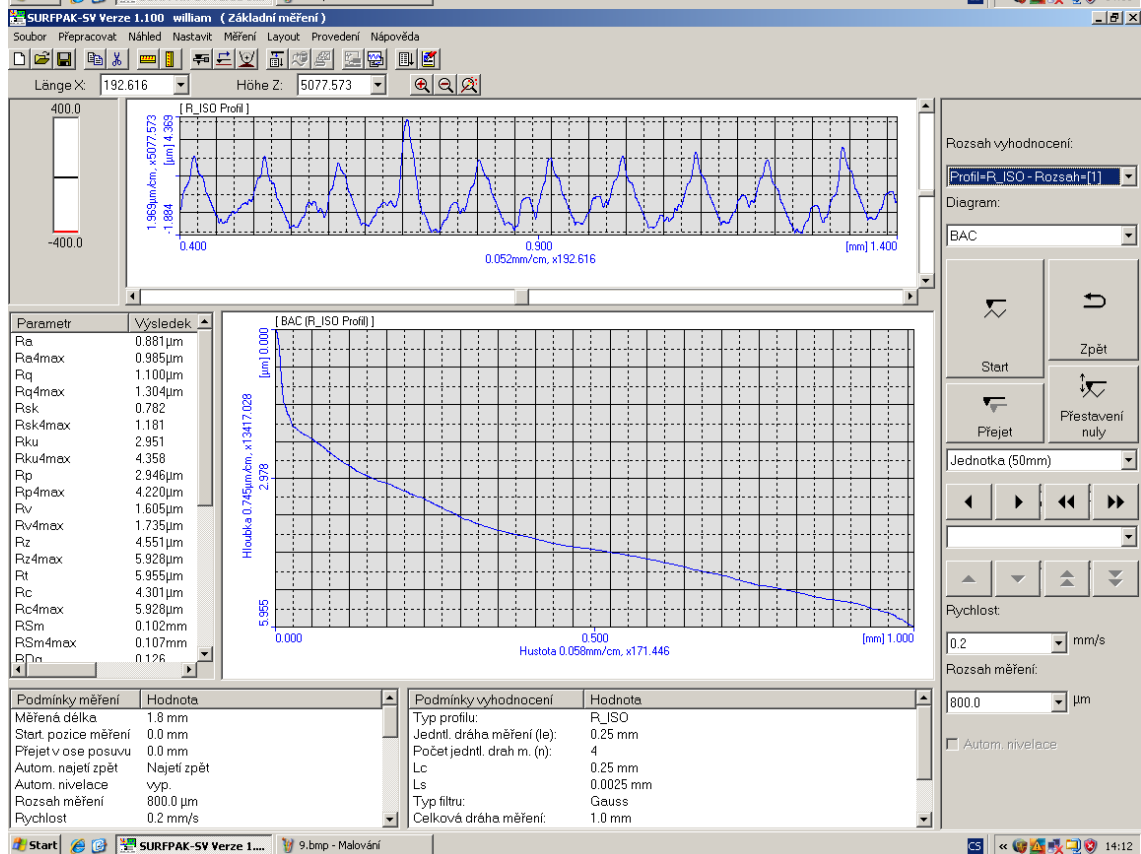 SURFPAK-SV Verze 1.100 william ( Základní měření )
Soubor Přepracovat Náhled Nastavit Měření Layout Provedení Nápověda
Länge X: 192.616 Höhe Z: 5077.573
400.0
-400.0
[ R_ISO Profil ]
1.969µm/cm, x5077.573
-1.884 [µm] 4.369
0.400 0.900 [mm] 1.400
0.052mm/cm, x192.616
Rozsah vyhodnocení:
Profil=R_ISO - Rozsah=[1]
Diagram:
BAC
Start
Zpět
Přejet
Přestavení
nuly
Jednotka (50mm)
Rychlost:
0.2 mm/s
Rozsah měření:
800.0 µm
Autom. nivelace
Parametr Výsledek
Ra 0.881µm
Ra4max 0.985µm
Rq 1.100µm
Rq4max 1.304µm
Rsk 0.782
Rsk4max 1.181
Rku 2.951
Rku4max 4.358
Rp 2.946µm
Rp4max 4.220µm
Rv 1.605µm
Rv4max 1.735µm
Rz 4.551µm
Rz4max 5.928µm
Rt 5.955µm
Rc 4.301µm
Rc4max 5.928µm
RSm 0.102mm
RSm4max 0.107mm
RDq 0.126
[ BAC (R_ISO Profil) ]
Hloubka 0.745µm/cm, x13417.028
5.955 2.978 [µm] 0.000
0.000 0.500 [mm] 1.000
Hustota 0.058mm/cm, x171.446
Podmínky měření Hodnota
Měřená délka 1.8 mm
Start. pozice měření 0.0 mm
Přejet v ose posuvu 0.0 mm
Autom. najetí zpět Najetí zpět
Autom. nivelace vyp.
Rozsah měření 800.0 µm
Rychlost 0.2 mm/s
Podmínky vyhodnocení Hodnota
Typ profilu: R_ISO
Jedntl. dráha měření (le): 0.25 mm
Počet jedntl. drah m. (n): 4
Lc 0.25 mm
Ls 0.0025 mm
Typ filtru: Gauss
Celková dráha měření: 1.0 mm
Start SURFPAK-SV Verze 1.... 9.bmp - Malování CS « 14:12